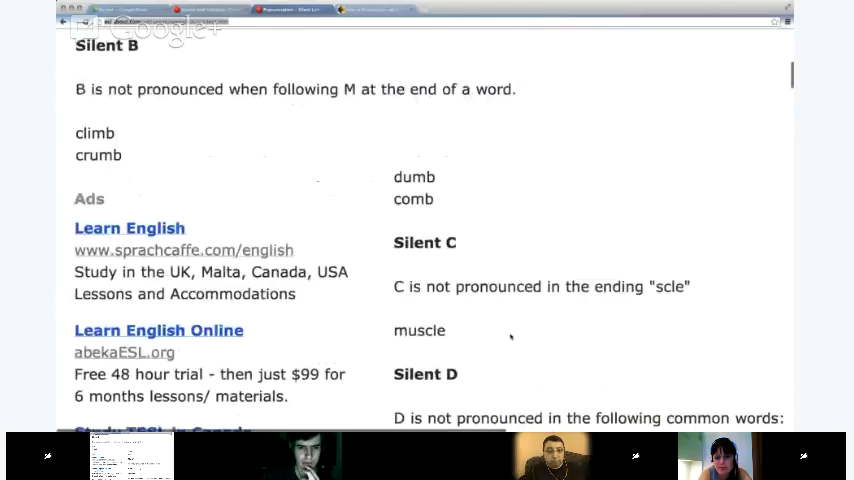 Google+
Silent B
B is not pronounced when following M at the end of a word.
climb
crumb
dumb
comb
Ads
Learn English
www.sprachcaffe.com/english
Study in the UK, Malta, Canada, USA
Lessons and Accommodations
Learn English Online
abekaESL.org
Free 48 hour trial - then just $99 for
6 months lessons/ materials.
Silent C
C is not pronounced in the ending "scle"
muscle
Silent D
D is not pronounced in the following common words: